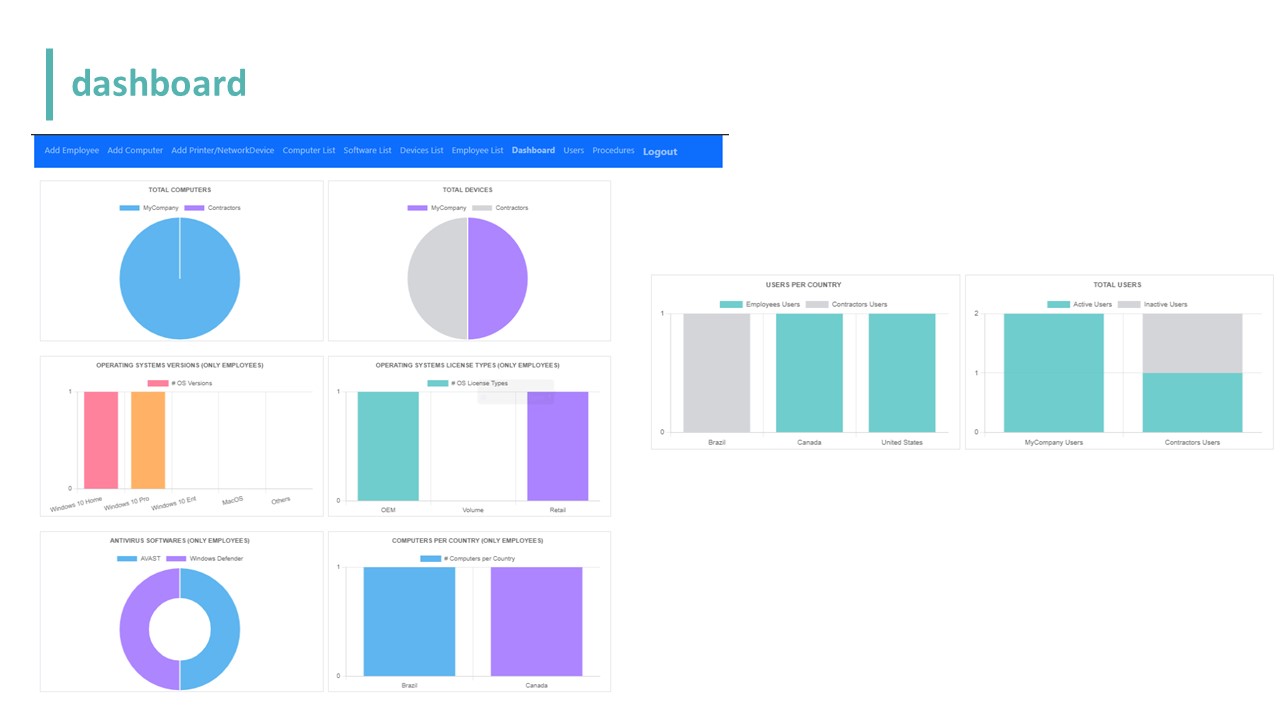 dashboard
Add Employee Add Computer Add Printer/NetworkDevice Computer List Software List Devices List Employee List Dashboard Users Procedures Logout
TOTAL COMPUTERS
MyCompany Contractors
TOTAL DEVICES
MyCompany Contractors
OPERATING SYSTEMS VERSIONS (ONLY EMPLOYEES)
# OS Versions
1
0
Windows 10 Home Windows 10 Pro Windows 10 Ent MacOS Others
OPERATING SYSTEMS LICENSE TYPES (ONLY EMPLOYEES)
# OS License Types
1
0
OEM Volume Retail
ANTIVIRUS SOFTWARES (ONLY EMPLOYEES)
AVAST Windows Defender
COMPUTERS PER COUNTRY (ONLY EMPLOYEES)
# Computers per Country
1
0
Brazil Canada
USERS PER COUNTRY
Employees Users Contractors Users
1
0
Brazil Canada United States
TOTAL USERS
Active Users Inactive Users
2
1
0
MyCompany Users Contractors Users